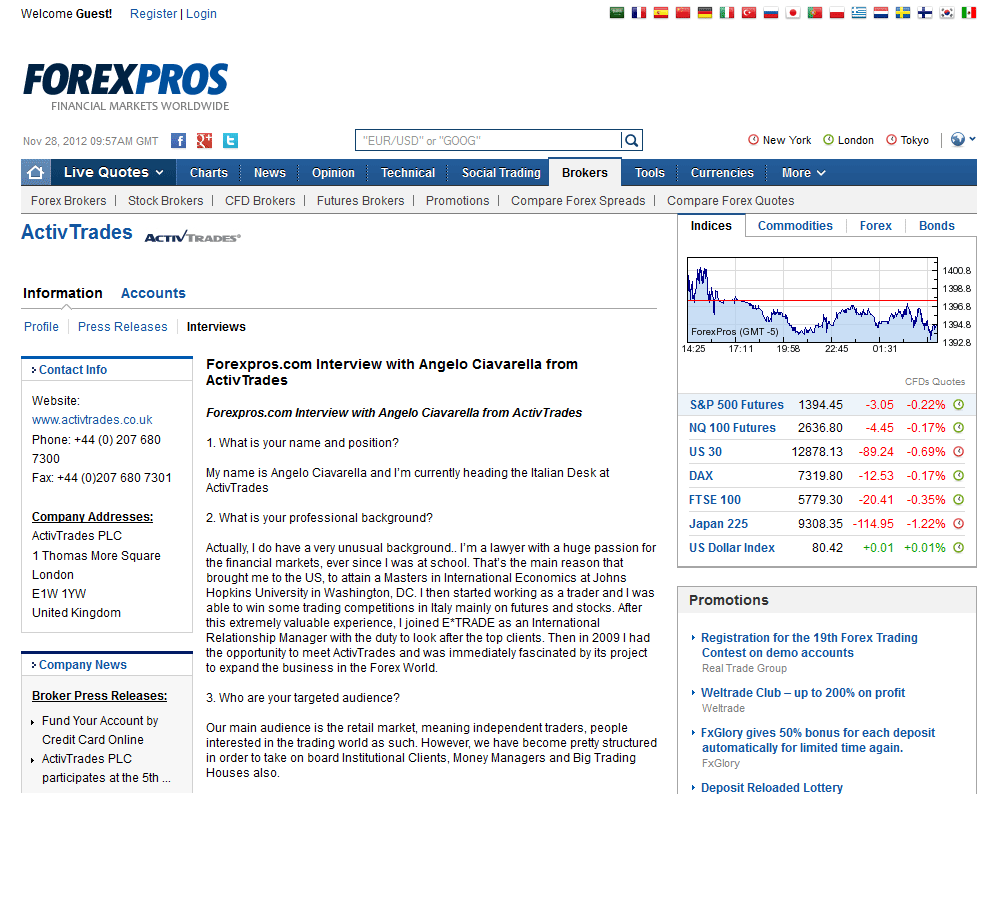 Welcome Guest! Register | Login
FOREXPROS
FINANCIAL MARKETS WORLDWIDE
Nov 28, 2012 09:57AM GMT
"EUR/USD" or "GOOG"
New York London Tokyo
Live Quotes Charts News Opinion Technical Social Trading Brokers Tools Currencies More
Forex Brokers | Stock Brokers | CFD Brokers | Futures Brokers | Promotions | Compare Forex Spreads | Compare Forex Quotes
ActivTrades ACTIVTRADES
Information Accounts
Profile Press Releases Interviews
Contact Info
Website:
www.activtrades.co.uk
Phone: +44 (0) 207 680
7300
Fax: +44 (0)207 680 7301
Company Addresses:
ActivTrades PLC
1 Thomas More Square
London
E1W 1YW
United Kingdom
Company News
Broker Press Releases:
Fund Your Account by
Credit Card Online
ActivTrades PLC
participates at the 5th ...
Forexpros.com Interview with Angelo Ciavarella from
ActivTrades
Forexpros.com Interview with Angelo Ciavarella from ActivTrades
1. What is your name and position?
My name is Angelo Ciavarella and I'm currently heading the Italian Desk at
ActivTrades
2. What is your professional background?
Actually, I do have a very unusual background.. I'm a lawyer with a huge passion for
the financial markets, ever since I was at school. That's the main reason that
brought me to the US, to attain a Masters in International Economics at Johns
Hopkins University in Washington, DC. I then started working as a trader and I was
able to win some trading competitions in Italy mainly on futures and stocks. After
this extremely valuable experience, I joined E*TRADE as an International
Relationship Manager with the duty to look after the top clients. Then in 2009 I had
the opportunity to meet ActivTrades and was immediately fascinated by its project
to expand the business in the Forex World.
3. Who are your targeted audience?
Our main audience is the retail market, meaning independent traders, people
interested in the trading world as such. However, we have become pretty structured
in order to take on board Institutional Clients, Money Managers and Big Trading
Houses also.
Indices Commodities Forex Bonds
1400.8
1398.8
1396.8
1394.8
1392.8
ForexPros (GMT -5)
14:25 17:11 19:58 22:45 01:31
CFDs Quotes
S&P 500 Futures 1394.45 -3.05 -0.22%
NQ 100 Futures 2636.80 -4.45 -0.17%
US 30 12878.13 -89.24 -0.69%
DAX 7319.80 -12.53 -0.17%
FTSE 100 5779.30 -20.41 -0.35%
Japan 225 9308.35 -114.95 -1.22%
US Dollar Index 80.42 +0.01 +0.01%
Promotions
Registration for the 19th Forex Trading
Contest on demo accounts
Real Trade Group
Weltrade Club – up to 200% on profit
Weltrade
FxGlory gives 50% bonus for each deposit
automatically for limited time again.
FxGlory
Deposit Reloaded Lottery